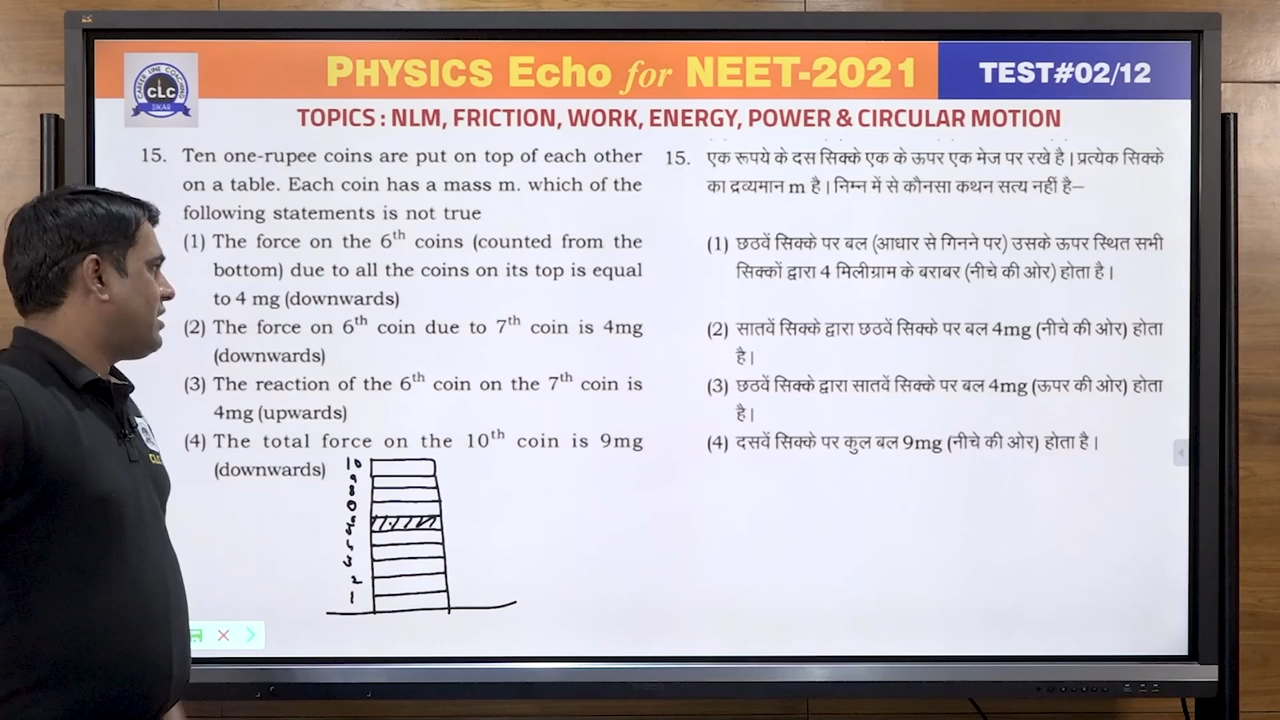 PHYSICS Echo for NEET-2021
TEST#02/12
CAREER LINE COACHING
CLC
SIKAR
TOPICS : NLM, FRICTION, WORK, ENERGY, POWER & CIRCULAR MOTION
15. Ten one-rupee coins are put on top of each other
on a table. Each coin has a mass m. which of the
following statements is not true
(1) The force on the 6th coins (counted from the
bottom) due to all the coins on its top is equal
to 4 mg (downwards)
(2) The force on 6th coin due to 7th coin is 4mg
(downwards)
(3) The reaction of the 6th coin on the 7th coin is
4mg (upwards)
(4) The total force on the 10th coin is 9mg
(downwards)
15. एक रूपये के दस सिक्के एक के ऊपर एक मेज पर रखे है। प्रत्येक सिक्के
का द्रव्यमान m है। निम्न में से कौनसा कथन सत्य नहीं है–
(1) छठवें सिक्के पर बल (आधार से गिनने पर) उसके ऊपर स्थित सभी
सिक्कों द्वारा 4 मिलीग्राम के बराबर (नीचे की ओर) होता है।
(2) सातवें सिक्के द्वारा छठवें सिक्के पर बल 4mg (नीचे की ओर) होता
है।
(3) छठवें सिक्के द्वारा सातवें सिक्के पर बल 4mg (ऊपर की ओर) होता
है।
(4) दसवें सिक्के पर कुल बल 9mg (नीचे की ओर) होता है।
10
CLC